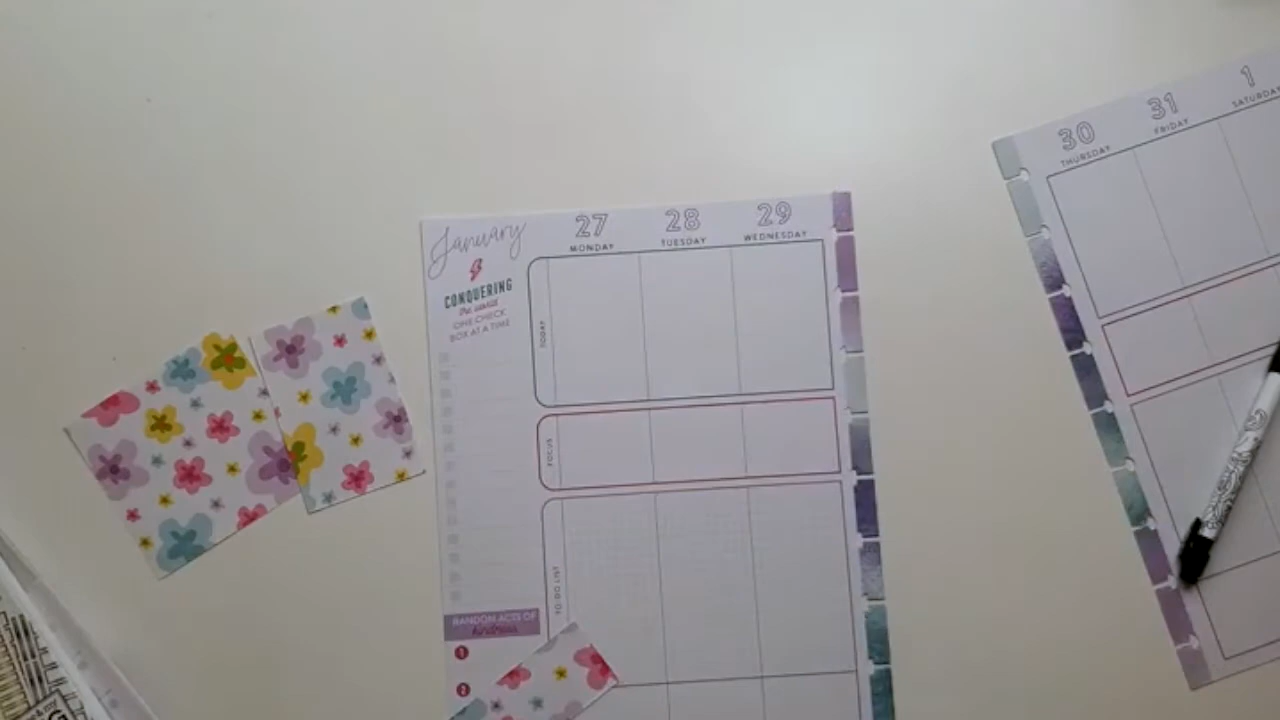 January
27
MONDAY
28
TUESDAY
29
WEDNESDAY
30
THURSDAY
31
FRIDAY
1
SATURDAY
CONQUERING
the world
ONE CHECK
BOX AT A TIME
TODAY
FOCUS
TO-DO LIST
RANDOM ACTS OF
kindness
1
2